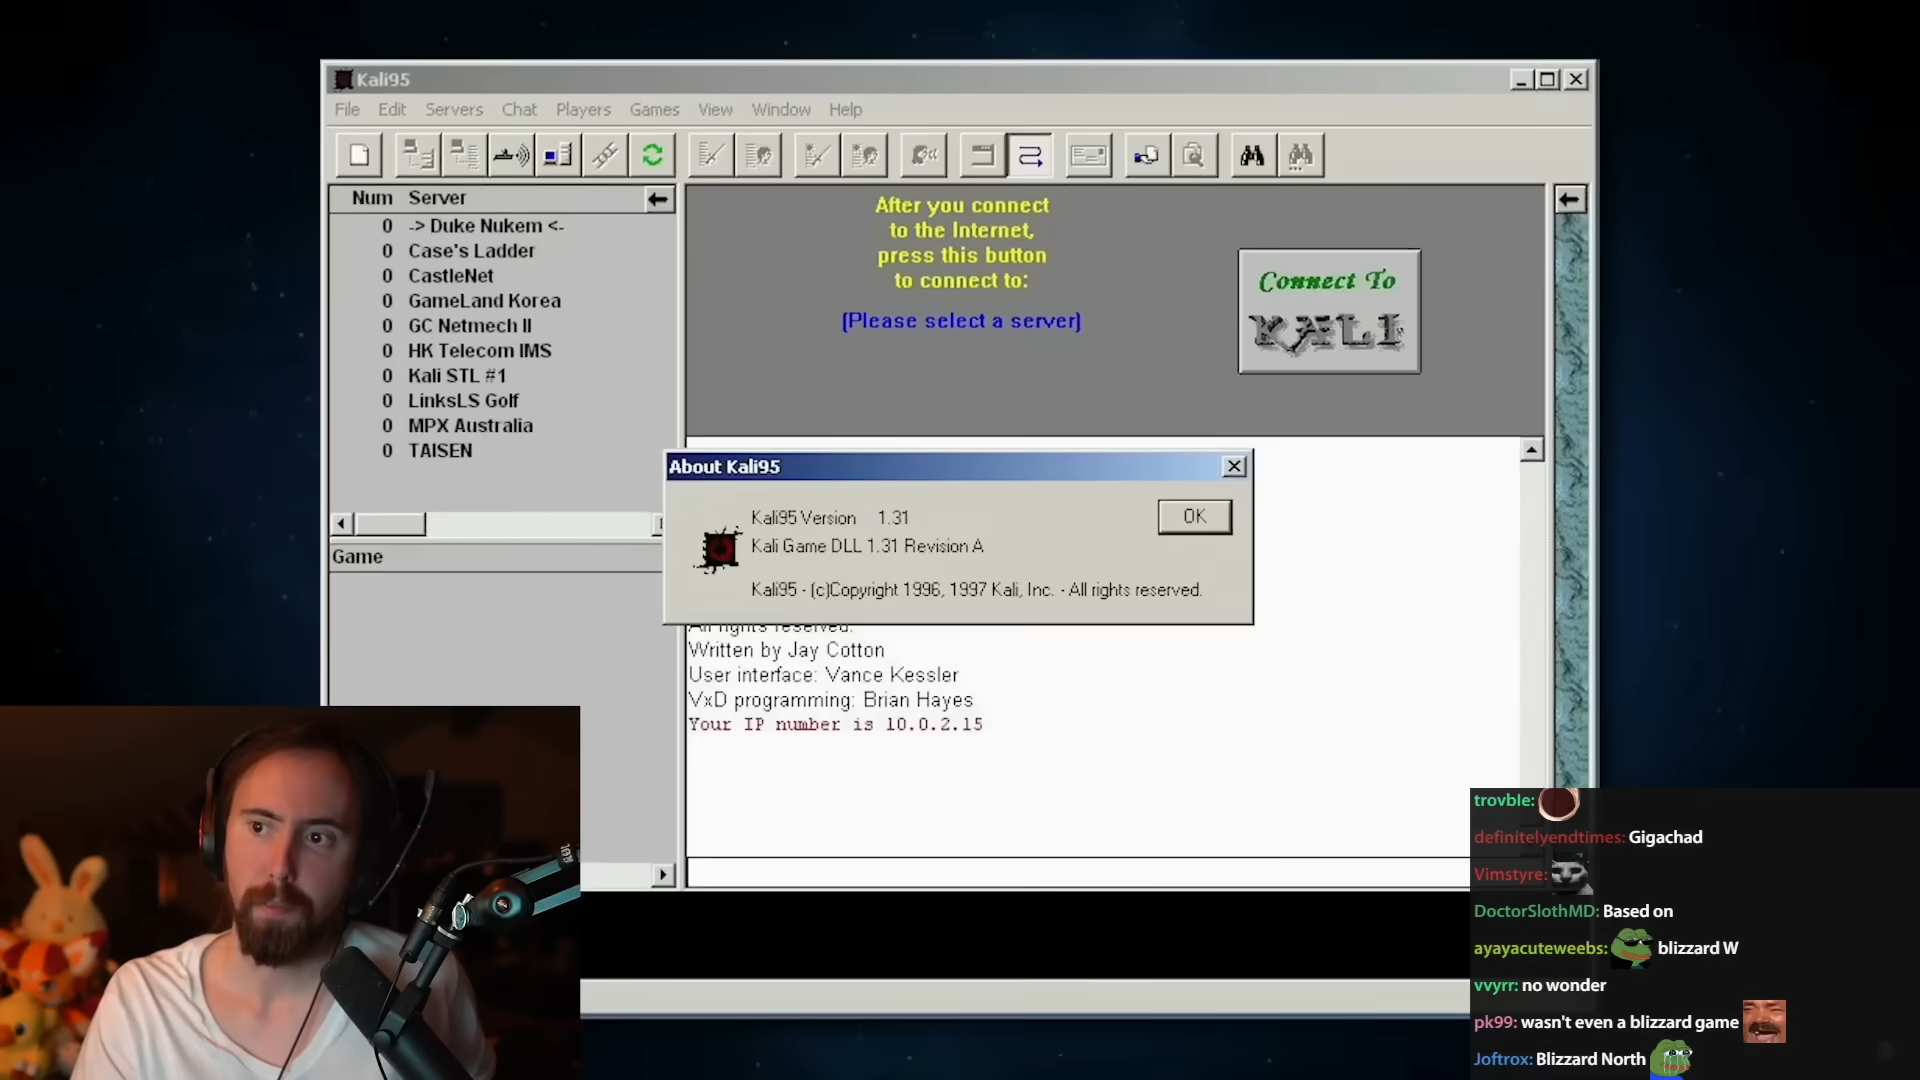 Kali95
File Edit Servers Chat Players Games View Window Help
Num Server
0 -> Duke Nukem <-
0 Case's Ladder
0 CastleNet
0 GameLand Korea
0 GC Netmech II
0 HK Telecom IMS
0 Kali STL #1
0 LinksLS Golf
0 MPX Australia
0 TAISEN
Game
After you connect
to the Internet,
press this button
to connect to:
(Please select a server)
Connect To
KALI
About Kali95
Kali95 Version 1.31
OK
Kali Game DLL 1.31 Revision A
Kali95 - (c)Copyright 1996, 1997 Kali, Inc. - All rights reserved.
All rights reserved.
Written by Jay Cotton
User interface: Vance Kessler
VxD programming: Brian Hayes
Your IP number is 10.0.2.15
trovble:
definitelyendtimes: Gigachad
Vimstyre:
DoctorSlothMD: Based on
ayayacuteweebs: blizzard W
vvyrr: no wonder
pk99: wasn't even a blizzard game
Joftrox: Blizzard North